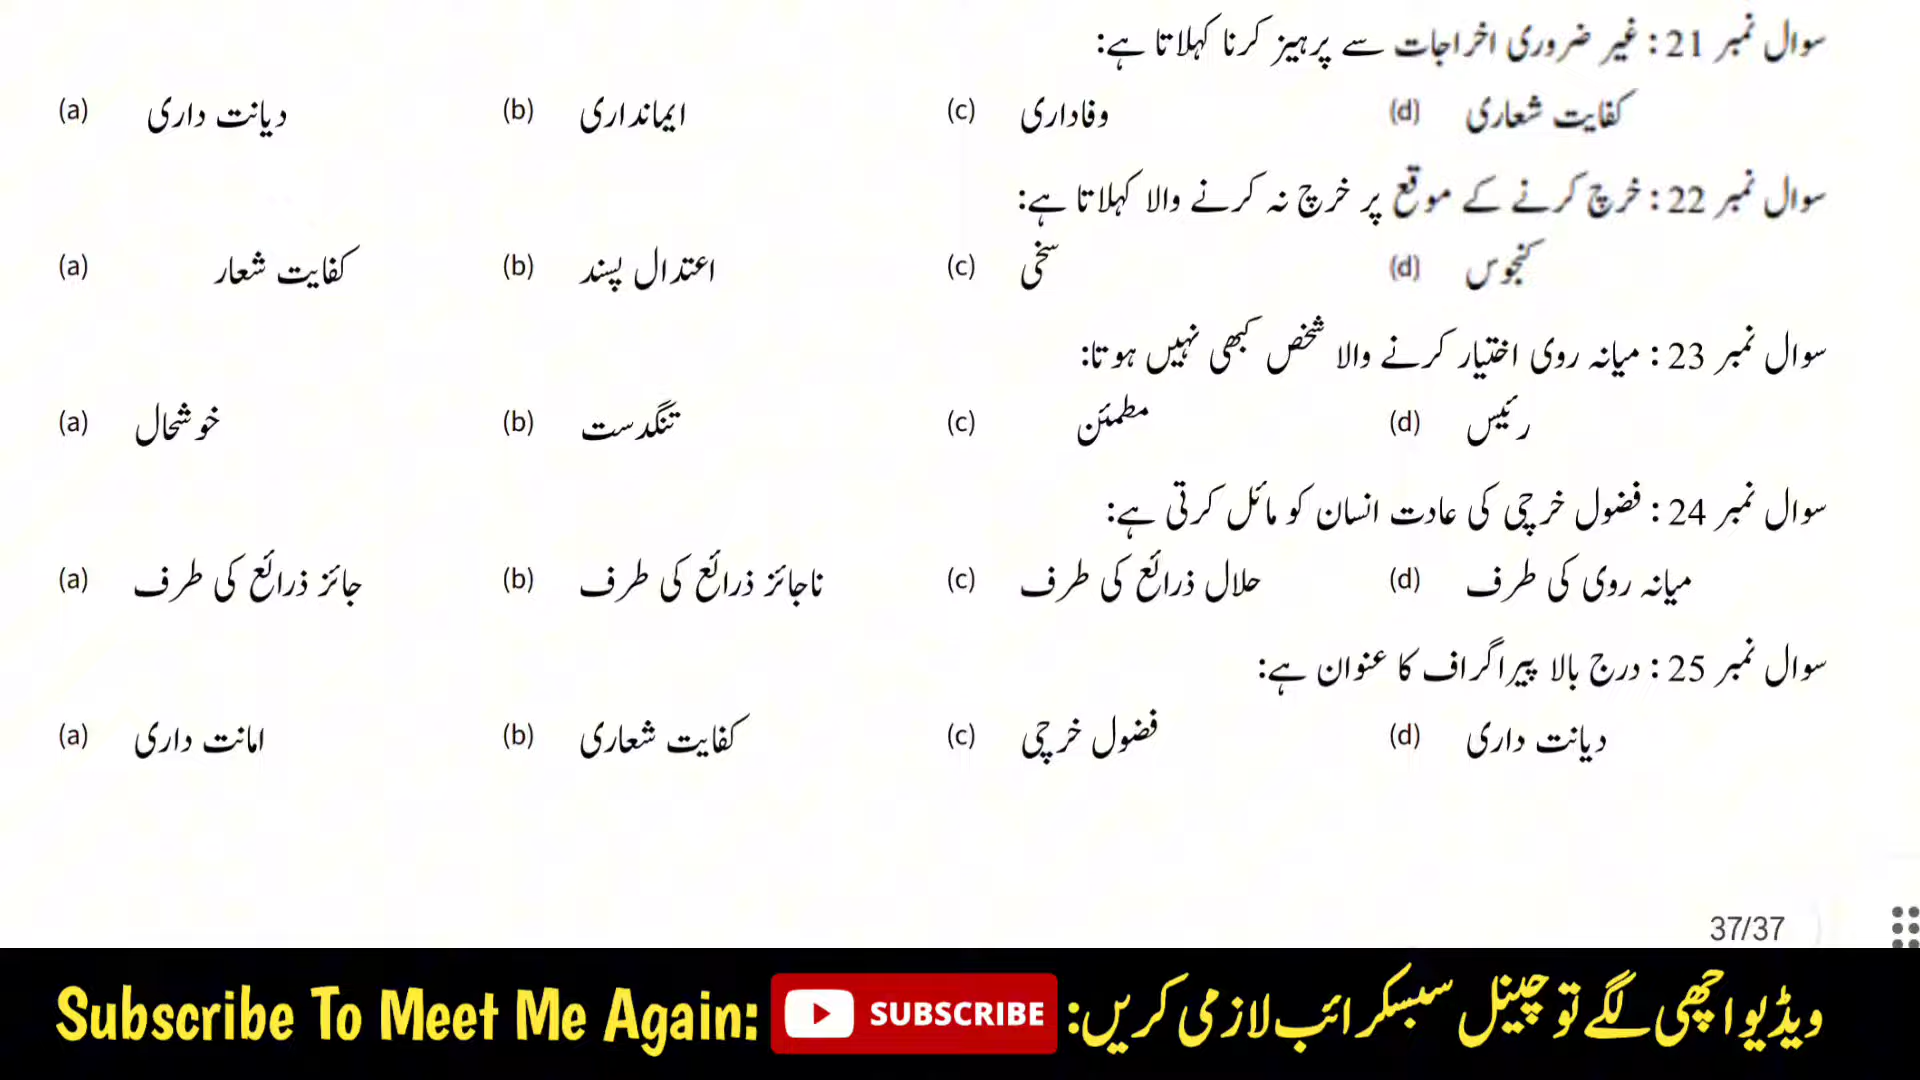 سوال نمبر 21 : غیر ضروری اخراجات سے پرہیز کرنا کہلاتا ہے:
(a) دیانت داری (b) ایمانداری (c) وفاداری (d) کفایت شعاری
سوال نمبر 22 : خرچ کرنے کے موقع پر خرچ نہ کرنے والا کہلاتا ہے:
(a) کفایت شعار (b) اعتدال پسند (c) سخی (d) کنجوس
سوال نمبر 23 : میانہ روی اختیار کرنے والا شخص کبھی نہیں ہوتا:
(a) خوشحال (b) تنگدست (c) مطمئن (d) رئیس
سوال نمبر 24 : فضول خرچی کی عادت انسان کو مائل کرتی ہے:
(a) جائز ذرائع کی طرف (b) ناجائز ذرائع کی طرف (c) حلال ذرائع کی طرف (d) میانہ روی کی طرف
سوال نمبر 25 : درج بالا پیراگراف کا عنوان ہے:
(a) امانت داری (b) کفایت شعاری (c) فضول خرچی (d) دیانت داری
37/37
Subscribe To Meet Me Again: SUBSCRIBE ویڈیو اچھی لگے تو چینل سبسکرائب لازمی کریں: